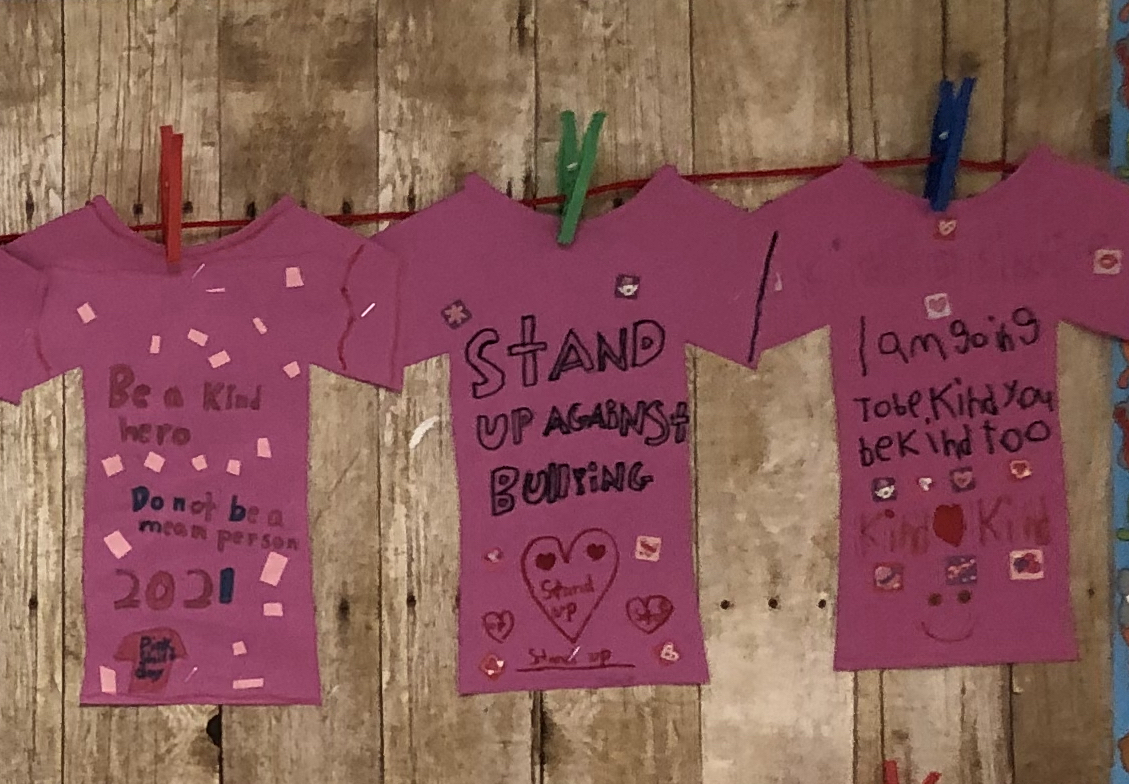 Be a Kind
hero
Do not be a
mean person
2021
Pink
Shirt
day
StAND
UP AGAINSt
BUllYiNG
Stand
up
Stand up
I am going
To be Kind You
be Kind too
Kind Kind